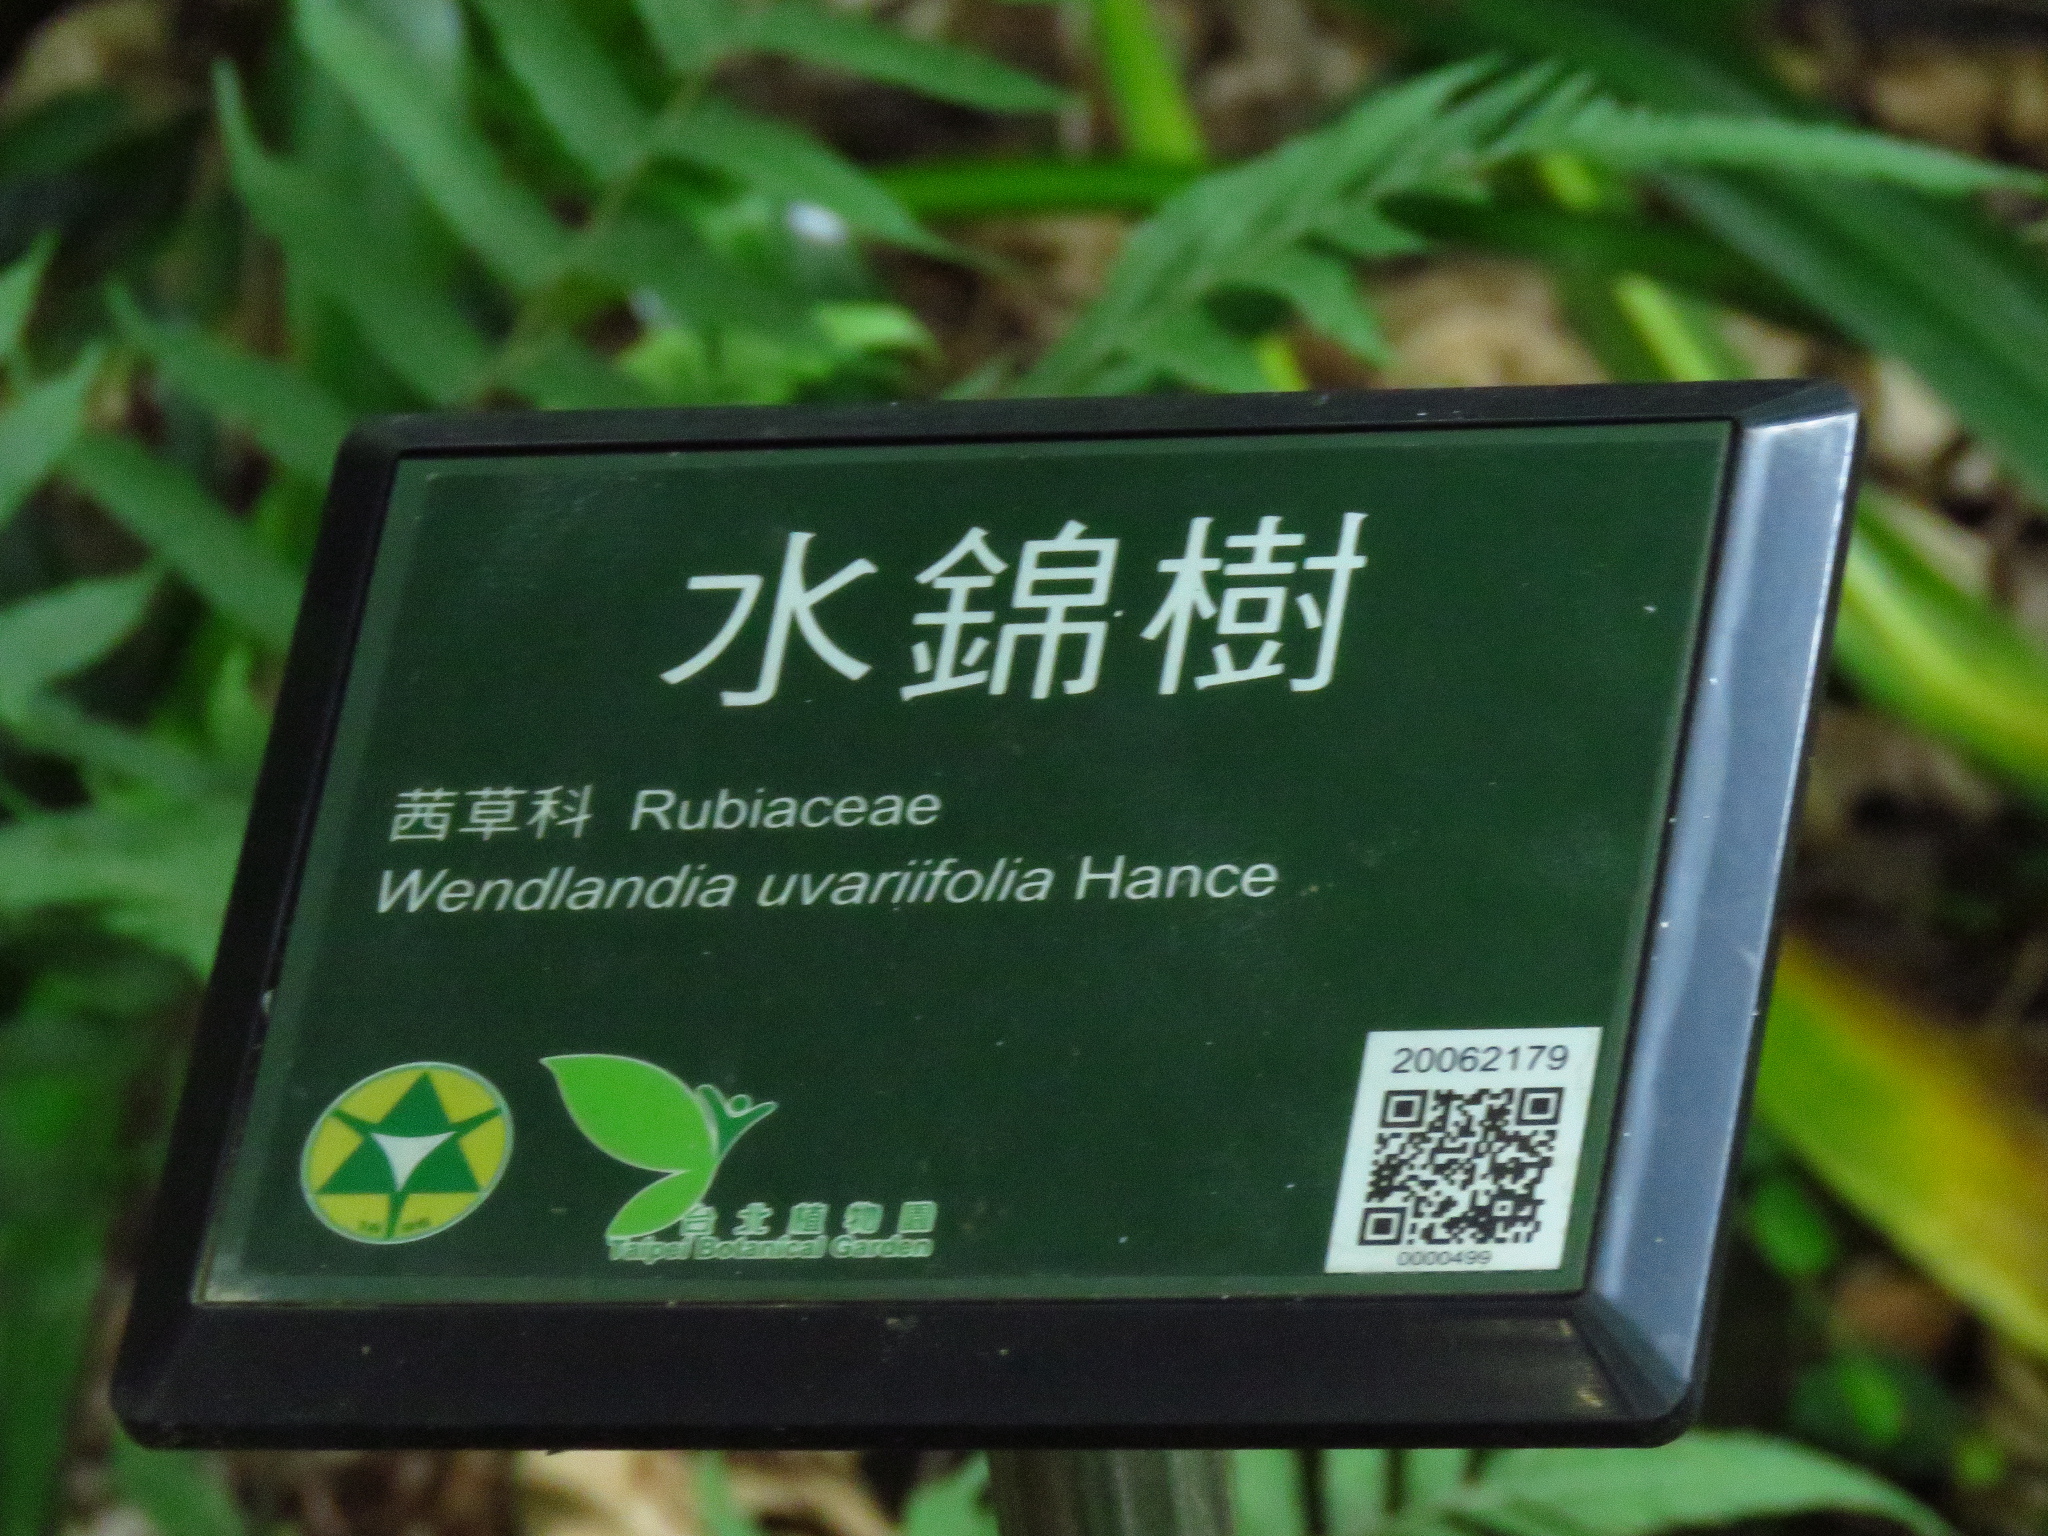 水錦樹
茜草科 Rubiaceae
Wendlandia uvariifolia Hance
20062179
台北植物園
Taipei Botanical Garden
0000499